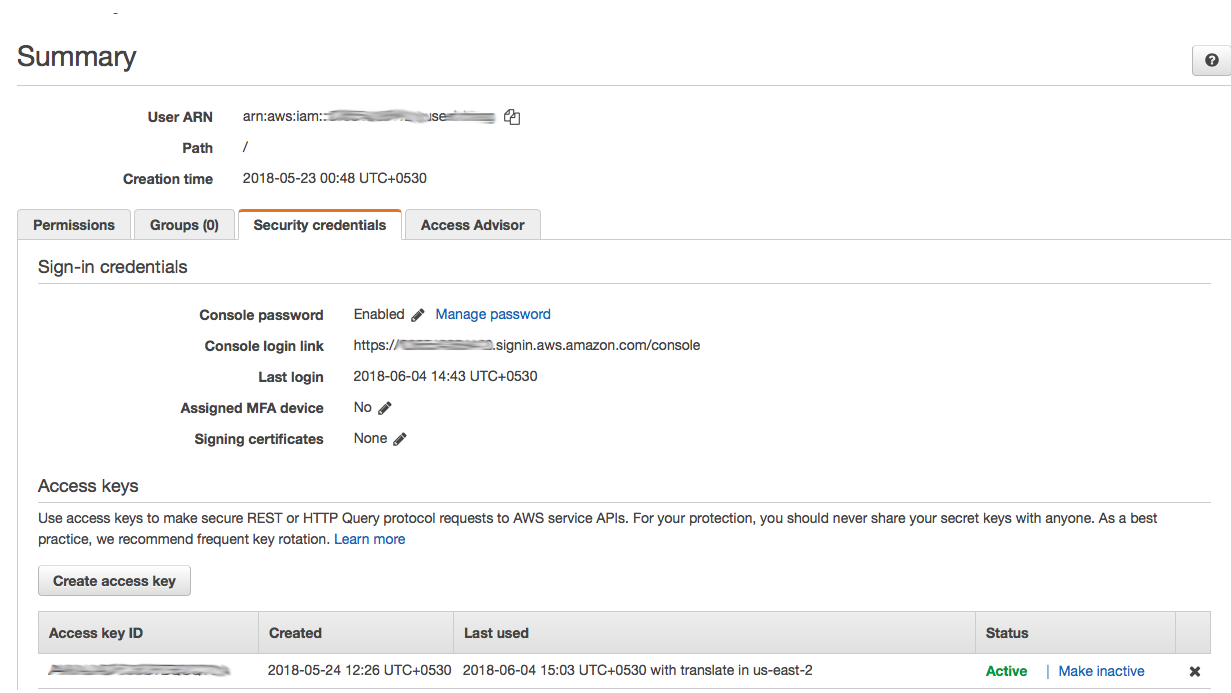 Summary
User ARN arn:aws:iam::
Path /
Creation time 2018-05-23 00:48 UTC+0530
Permissions Groups (0) Security credentials Access Advisor
Sign-in credentials
Console password Enabled Manage password
Console login link https:// .signin.aws.amazon.com/console
Last login 2018-06-04 14:43 UTC+0530
Assigned MFA device No
Signing certificates None
Access keys
Use access keys to make secure REST or HTTP Query protocol requests to AWS service APIs. For your protection, you should never share your secret keys with anyone. As a best
practice, we recommend frequent key rotation. Learn more
Create access key
Access key ID Created Last used Status
2018-05-24 12:26 UTC+0530 2018-06-04 15:03 UTC+0530 with translate in us-east-2 Active | Make inactive